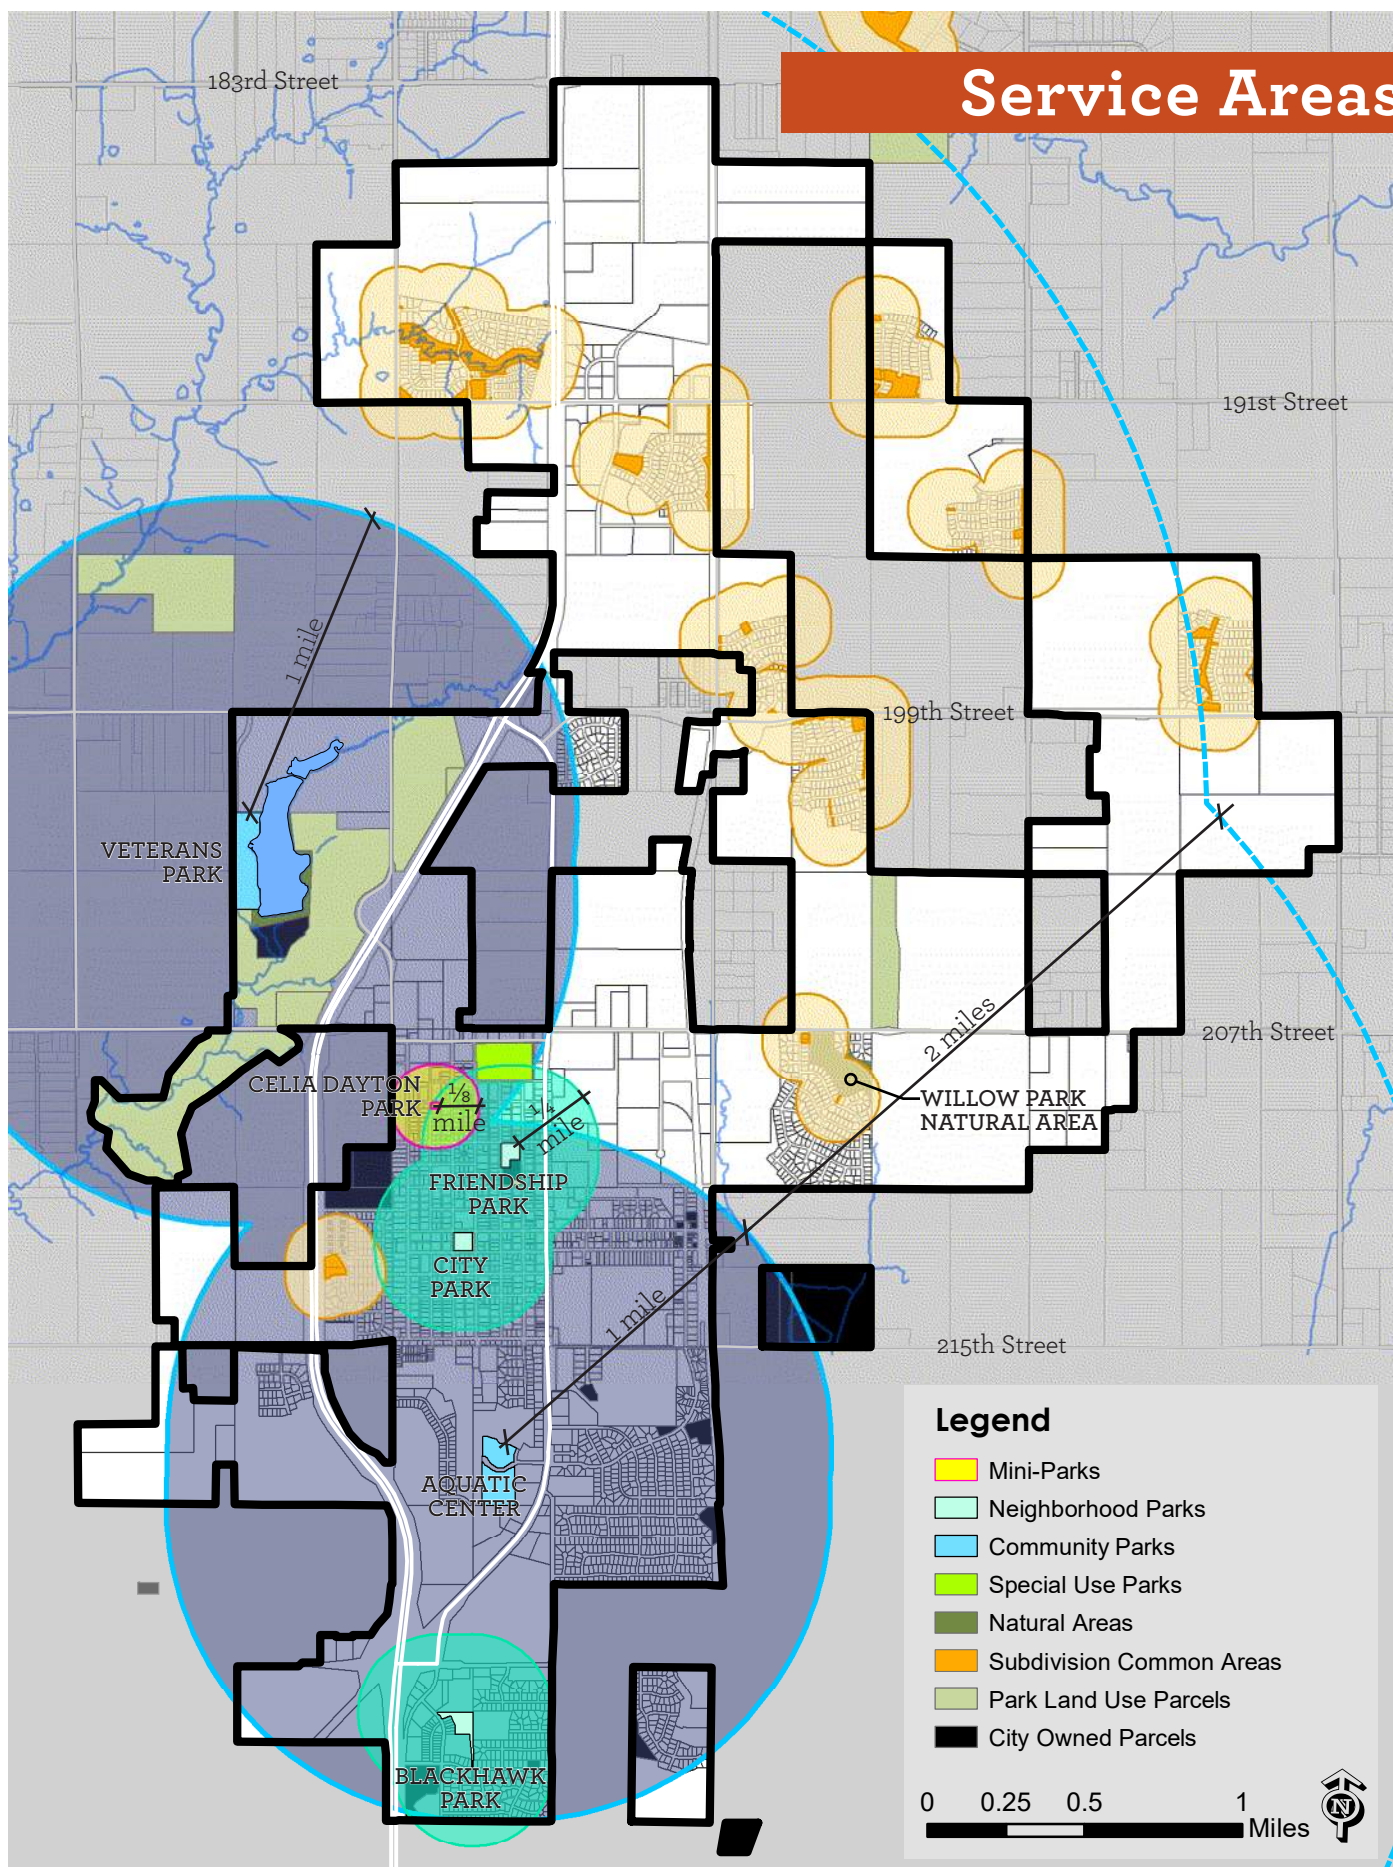 183rd Street
Service Areas
191st Street
1 mile
199th Street
VETERANS
PARK
2 miles
207th Street
CELIA DAYTON
PARK
1/8
mile
1/4
mile
WILLOW PARK
NATURAL AREA
FRIENDSHIP
PARK
CITY
PARK
1 mile
215th Street
AQUATIC
CENTER
Legend
Mini-Parks
Neighborhood Parks
Community Parks
Special Use Parks
Natural Areas
Subdivision Common Areas
Park Land Use Parcels
City Owned Parcels
BLACKHAWK
PARK
0 0.25 0.5 1
Miles
N